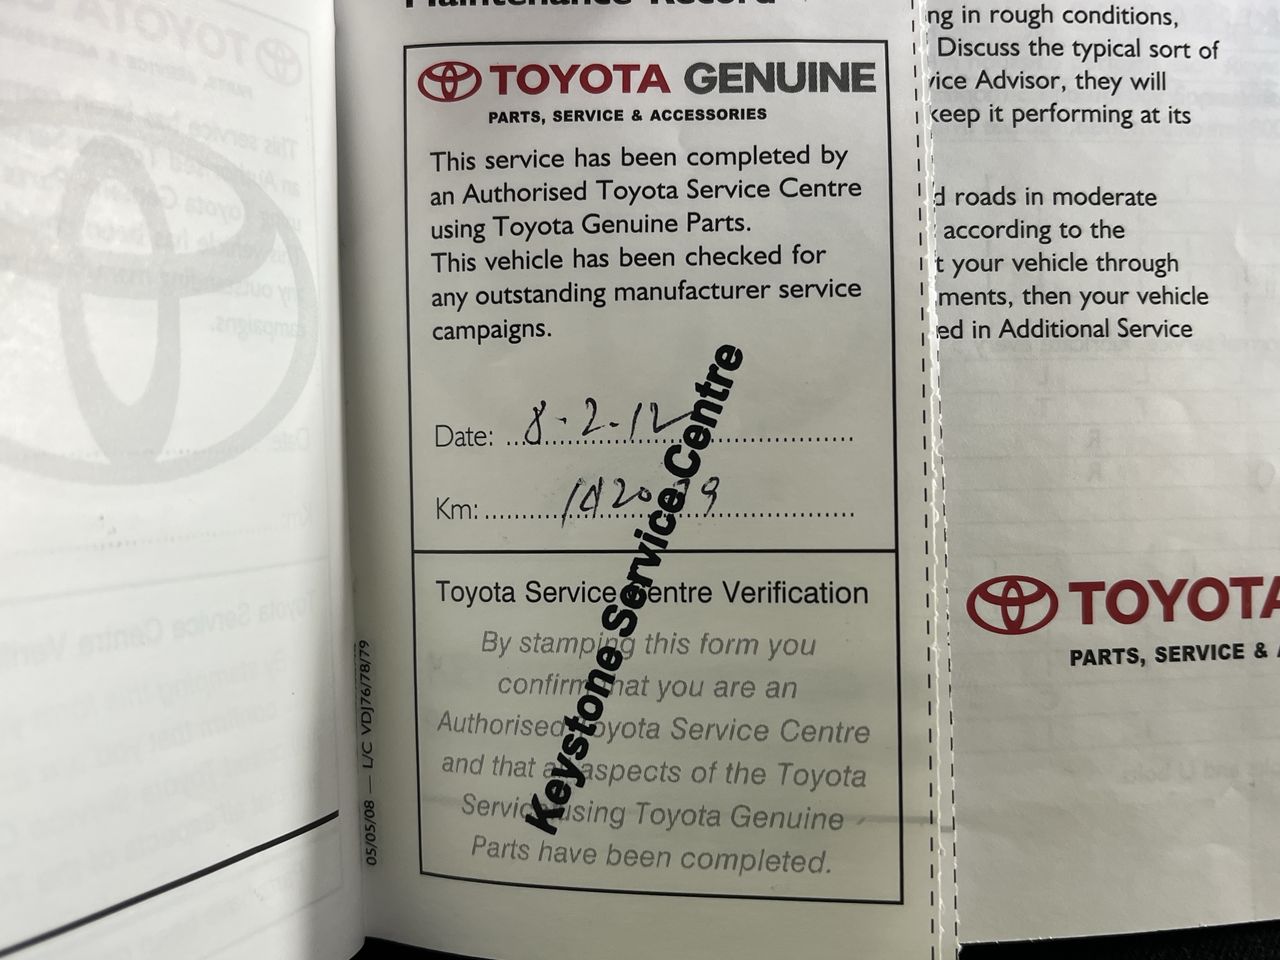 Maintenance Record
TOYOTA GENUINE
PARTS, SERVICE & ACCESSORIES
This service has been completed by
an Authorised Toyota Service Centre
using Toyota Genuine Parts.
This vehicle has been checked for
any outstanding manufacturer service
campaigns.
Date: 8-2-12
Km:
Keystone Service Centre
Toyota Service Centre Verification
By stamping this form you
confirm that you are an
Authorised Toyota Service Centre
and that all aspects of the Toyota
Service using Toyota Genuine
Parts have been completed.
05/05/08 — L/C VDJ76/78/79
ng in rough conditions,
Discuss the typical sort of
vice Advisor, they will
keep it performing at its
d roads in moderate
according to the
t your vehicle through
ments, then your vehicle
ed in Additional Service
TOYOTA
PARTS, SERVICE &